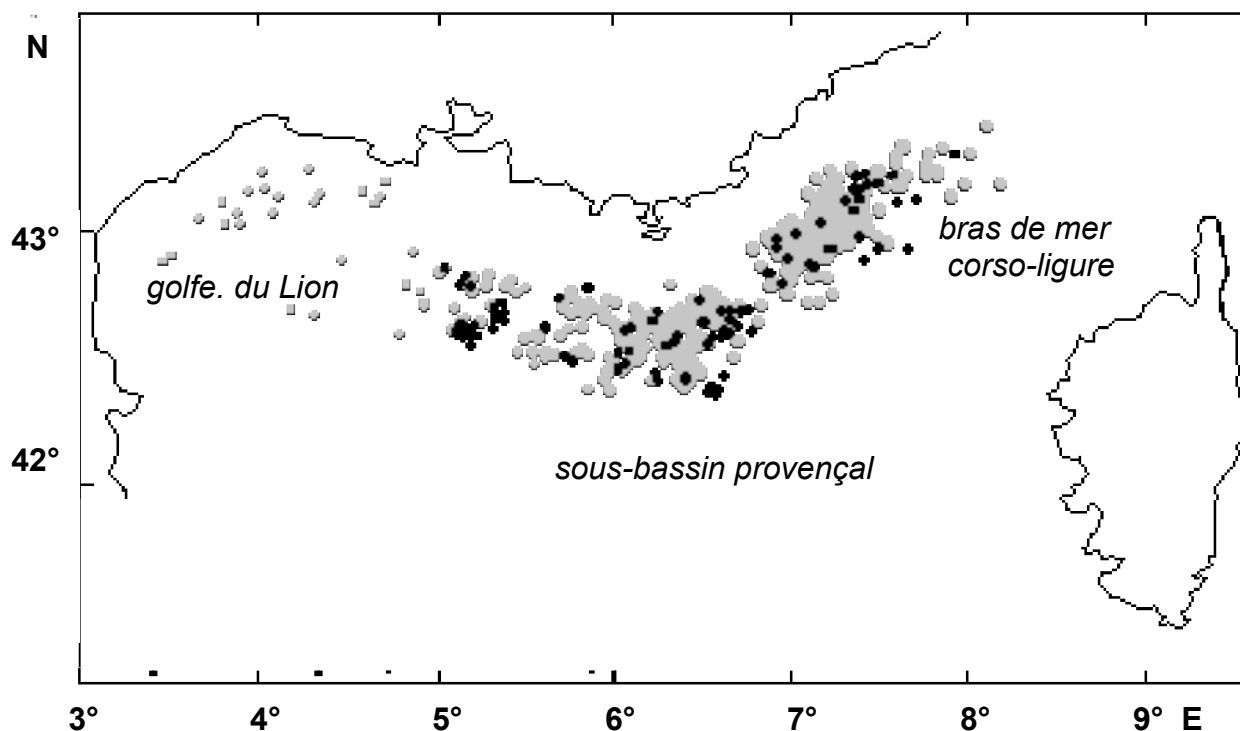 N
43°
bras de mer
corso-ligure
golfe. du Lion
42°
sous-bassin provençal
3° 4° 5° 6° 7° 8° 9° E